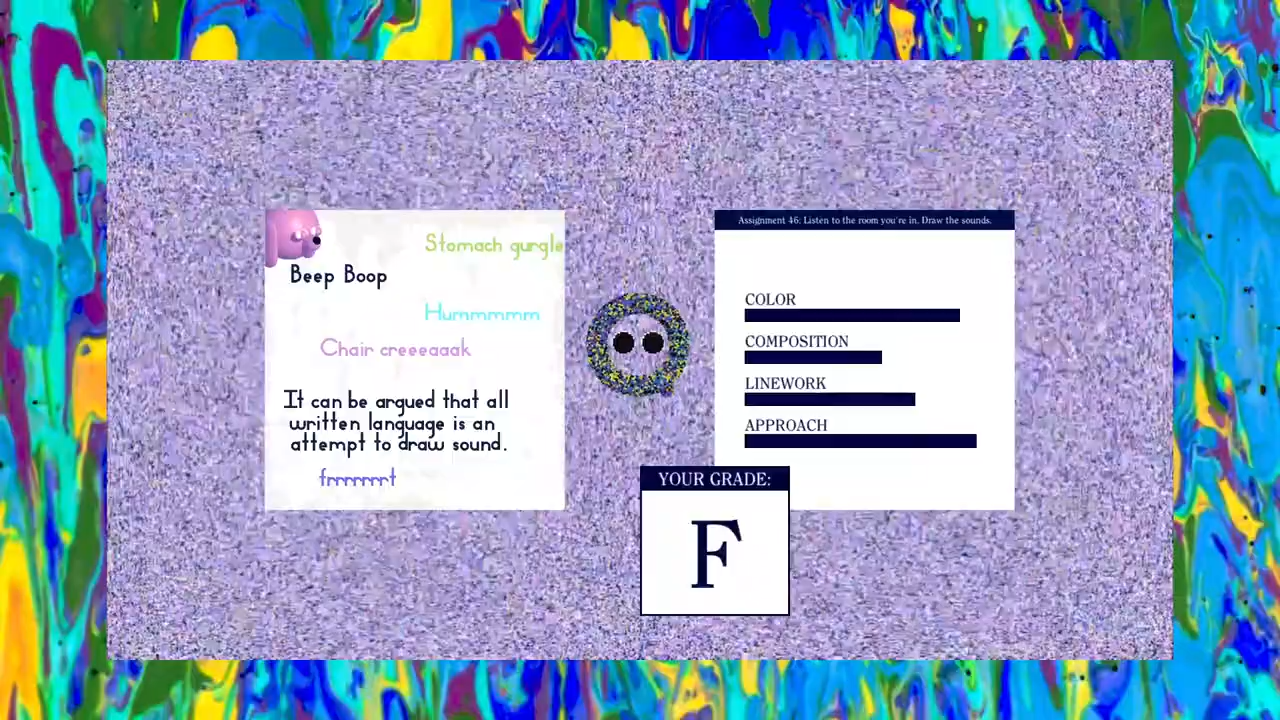 Stomach gurgle
Beep Boop
Hummmmm
Chair creeeaaak
It can be argued that all
written language is an
attempt to draw sound.
frrrrrrt
Assignment 46: Listen to the room you're in. Draw the sounds.
COLOR
COMPOSITION
LINEWORK
APPROACH
YOUR GRADE:
F